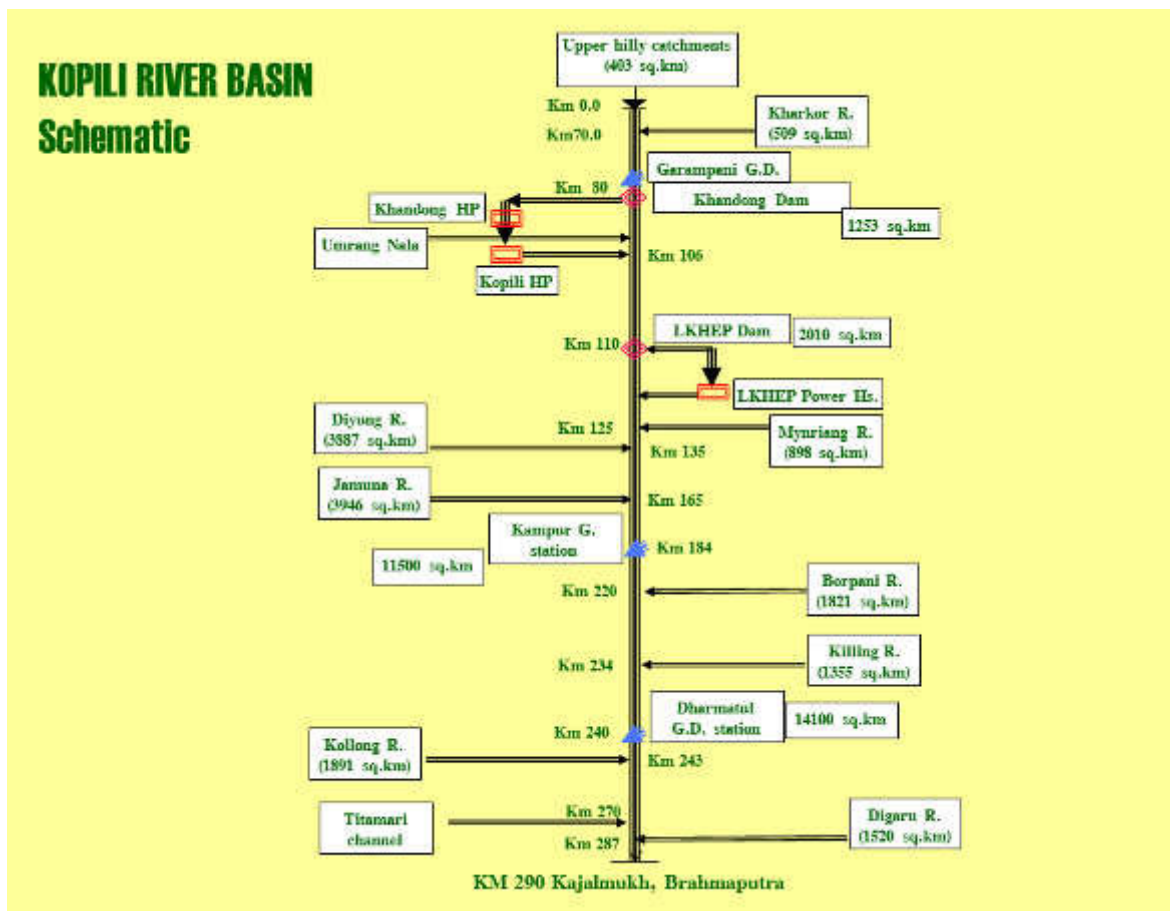 KOPILI RIVER BASIN
Schematic
Upper hilly catchments
(403 sq.km)
Km 0.0
Km70.0
Kharkor R.
(509 sq.km)
Garampani G.D.
Km 80
Khandong Dam
1253 sq.km
Khandong HP
Umrang Nala
Km 106
Kopili HP
LKHEP Dam
2010 sq.km
Km 110
LKHEP Power Hs.
Diyung R.
(3887 sq.km)
Km 125
Mynriang R.
(898 sq.km)
Km 135
Jamuna R.
(3946 sq.km)
Km 165
Kampur G.
station
Km 184
11500 sq.km
Km 220
Borpani R.
(1821 sq.km)
Km 234
Killing R.
(1355 sq.km)
Dharmatul
G.D. station
14100 sq.km
Km 240
Kollong R.
(1891 sq.km)
Km 243
Titamari
channel
Km 270
Km 287
Digaru R.
(1520 sq.km)
KM 290 Kajalmukh, Brahmaputra